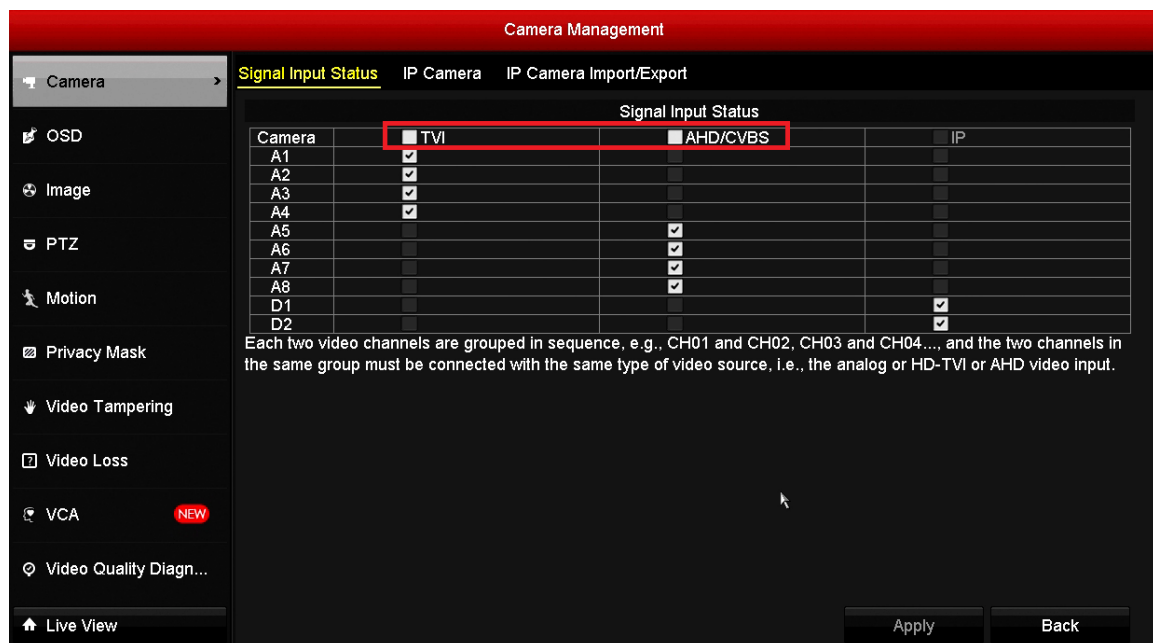 Camera Management
Camera
OSD
Image
PTZ
Motion
Privacy Mask
Video Tampering
Video Loss
VCA NEW
Video Quality Diagn...
Live View
Signal Input Status IP Camera IP Camera Import/Export
Signal Input Status
Camera TVI AHD/CVBS IP
A1
A2
A3
A4
A5
A6
A7
A8
D1
D2
Each two video channels are grouped in sequence, e.g., CH01 and CH02, CH03 and CH04..., and the two channels in
the same group must be connected with the same type of video source, i.e., the analog or HD-TVI or AHD video input.
Apply Back